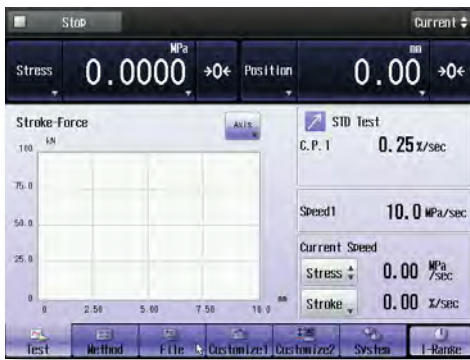 Stop
Current
Stress 0.0000 MPa →0← Position 0.00 mm →0←
Stroke-Force
Axis
STD Test
C.P.1 0.25 %/sec
kN
100
75.0
50.0
25.0
0
0 2.50 5.00 7.50 10.0 mm
Speed1 10.0 MPa/sec
Current Speed
Stress 0.00 MPa/sec
Stroke 0.00 %/sec
Test Method File Customize1 Customize2 System I-Range